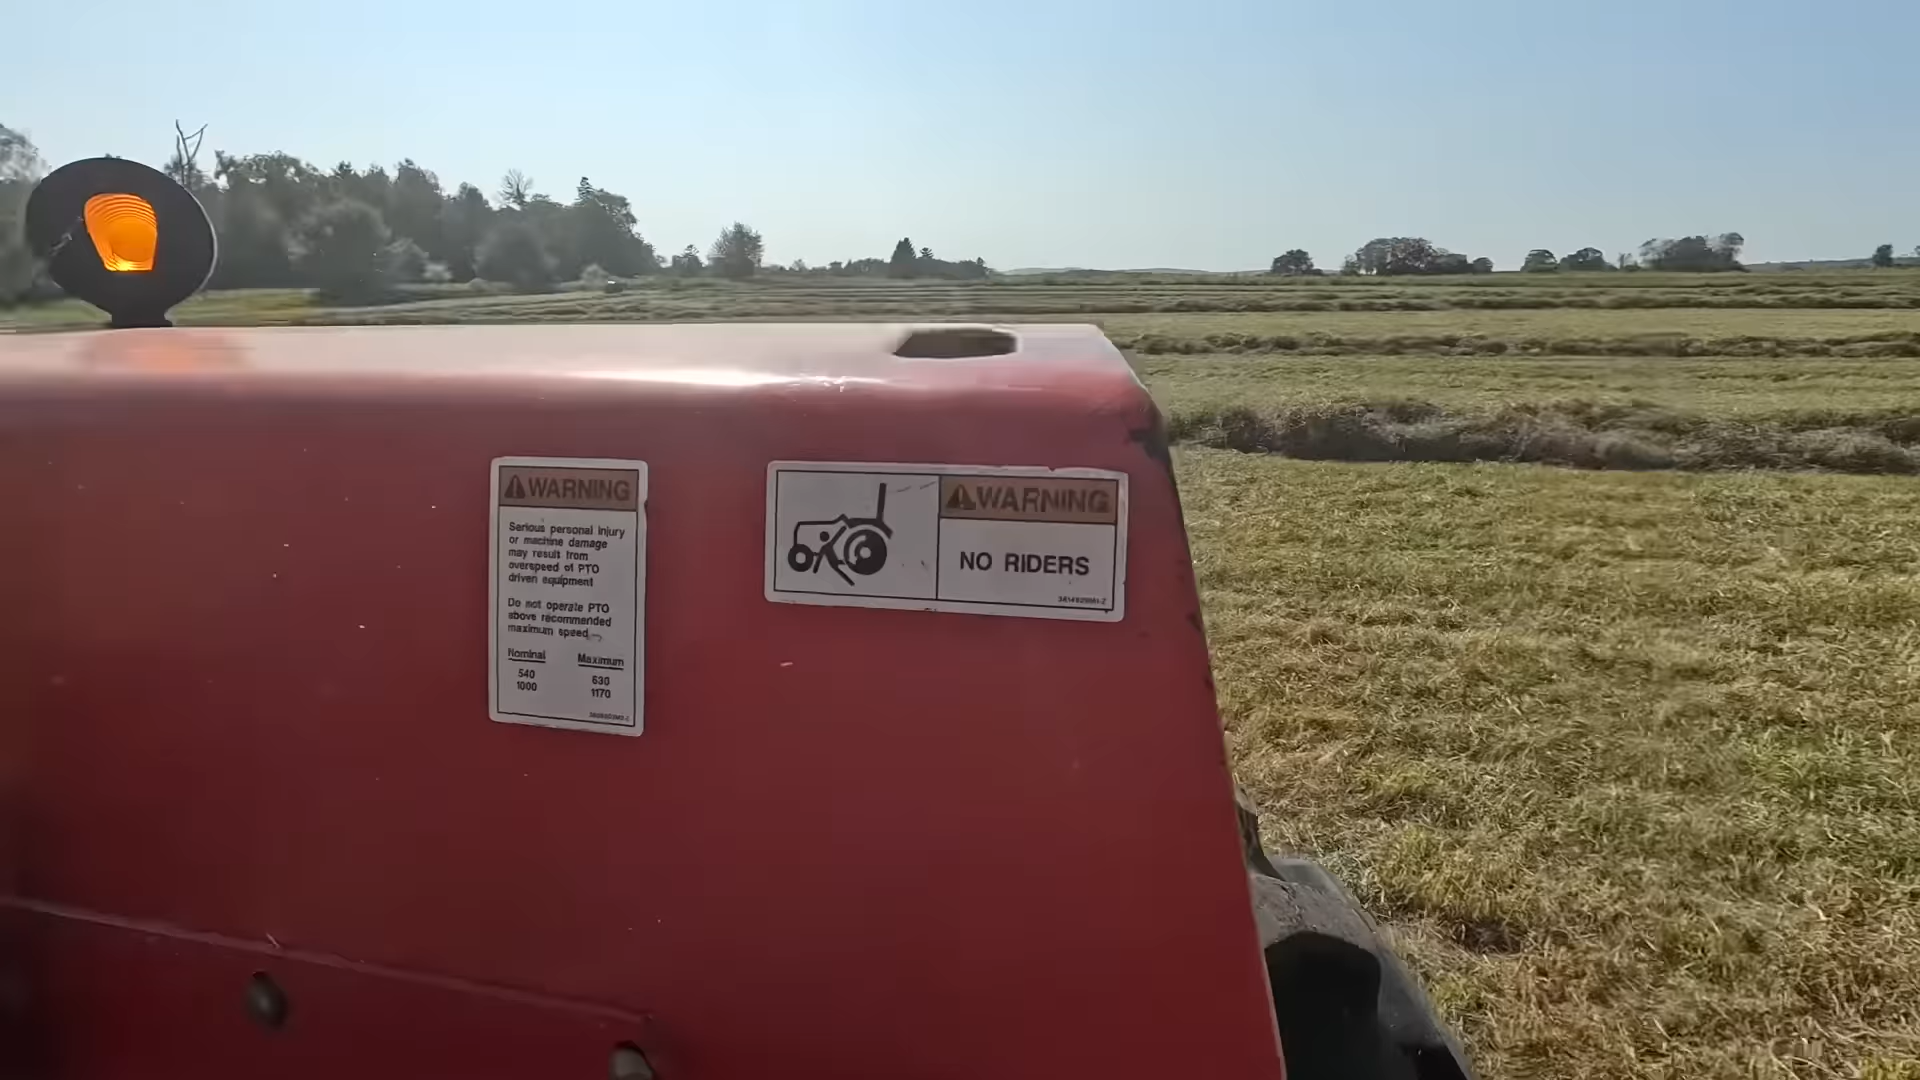 WARNING
Serious personal injury
or machine damage
may result from
overspeed of PTO
driven equipment
Do not operate PTO
above recommended
maximum speed
Nominal Maximum
540 630
1000 1170
WARNING
NO RIDERS